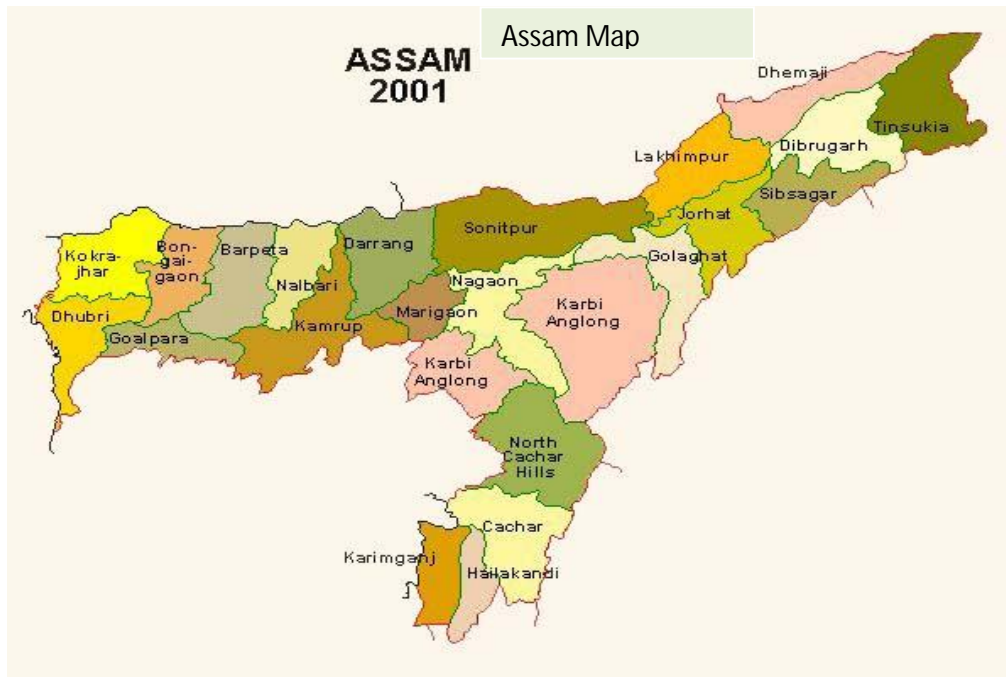 Assam Map
ASSAM
2001
Dhemaji
Tinsukia
Dibrugarh
Lakhimpur
Sibsagar
Jorhat
Sonitpur
Golaghat
Kokra-
jhar
Bon-
gai-
gaon
Barpeta
Darrang
Nalbari
Nagaon
Karbi
Anglong
Dhubri
Marigaon
Kamrup
Goalpara
Karbi
Anglong
North
Cachar
Hills
Cachar
Karimganj
Hailakandi